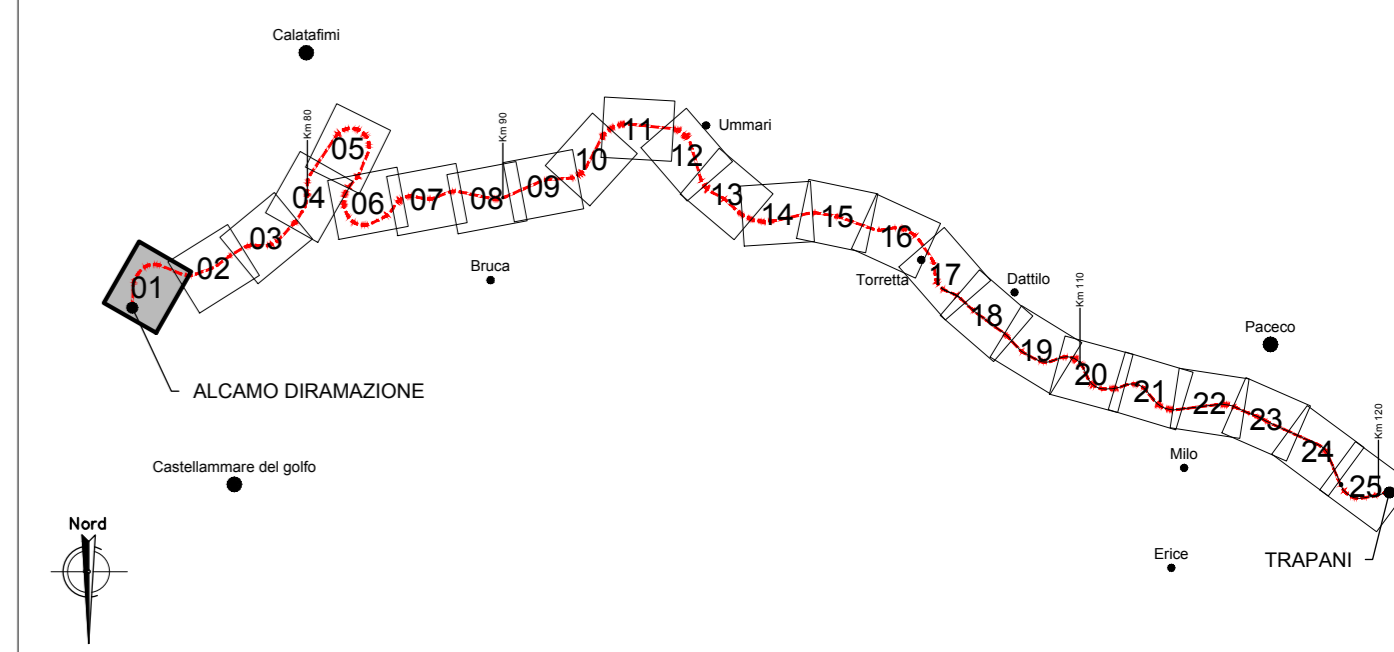 Calatafimi
Km 80
Km 90
05
11
Ummari
12
10
04
06
07
08
09
13
03
14
15
16
02
Bruca
01
Torretta
17
Dattilo
Km 110
18
Paceco
19
20
ALCAMO DIRAMAZIONE
21
22
23
Km 120
24
Castellammare del golfo
Milo
25
Nord
Erice
TRAPANI